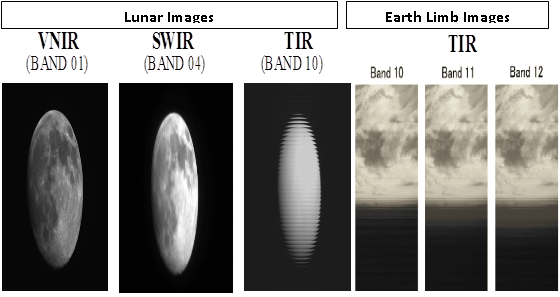 Lunar Images
Earth Limb Images
VNIR
(BAND 01)
SWIR
(BAND 04)
TIR
(BAND 10)
TIR
Band 10
Band 11
Band 12